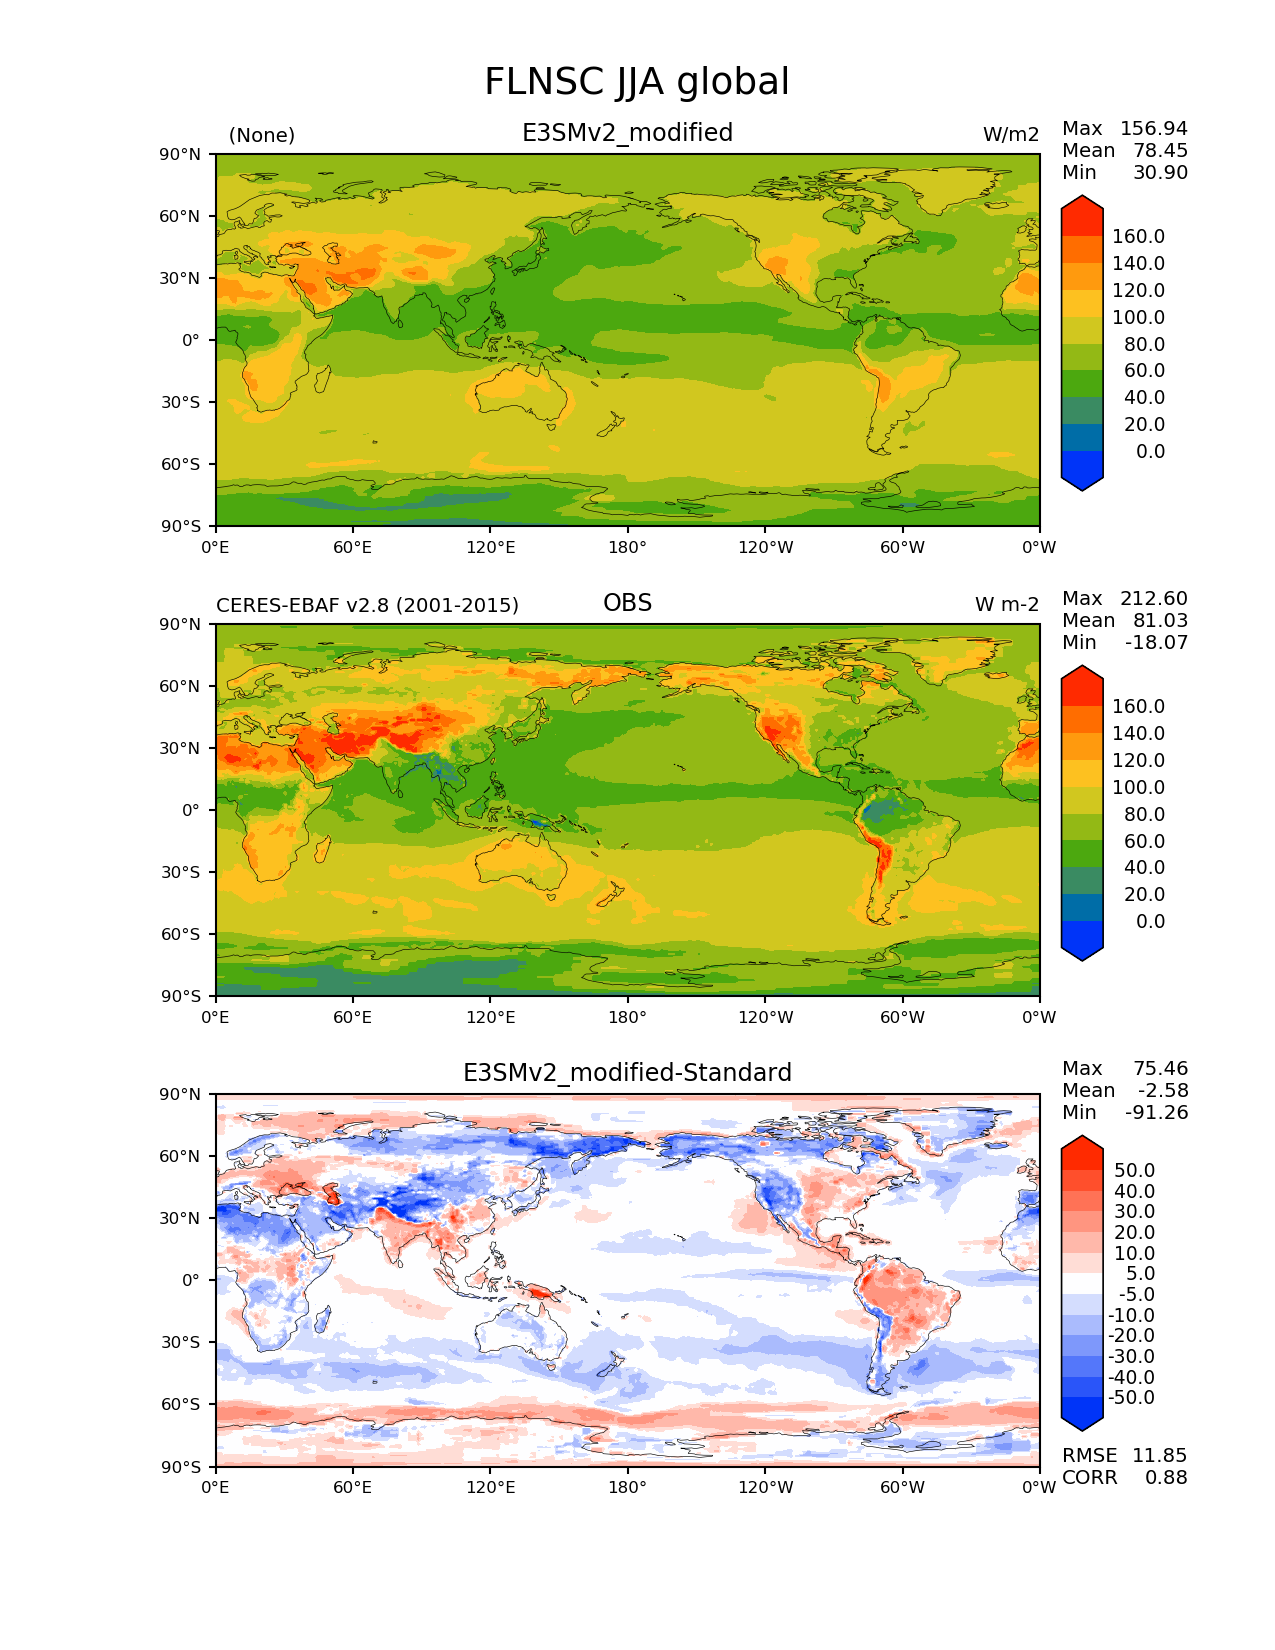 FLNSC JJA global
(None) E3SMv2_modified W/m2
Max 156.94
Mean 78.45
Min 30.90
90°N
60°N
30°N
0°
30°S
60°S
90°S
0°E 60°E 120°E 180° 120°W 60°W 0°W
160.0
140.0
120.0
100.0
80.0
60.0
40.0
20.0
0.0
CERES-EBAF v2.8 (2001-2015) OBS W m-2
Max 212.60
Mean 81.03
Min -18.07
90°N
60°N
30°N
0°
30°S
60°S
90°S
0°E 60°E 120°E 180° 120°W 60°W 0°W
160.0
140.0
120.0
100.0
80.0
60.0
40.0
20.0
0.0
E3SMv2_modified-Standard
Max 75.46
Mean -2.58
Min -91.26
90°N
60°N
30°N
0°
30°S
60°S
90°S
0°E 60°E 120°E 180° 120°W 60°W 0°W
50.0
40.0
30.0
20.0
10.0
5.0
-5.0
-10.0
-20.0
-30.0
-40.0
-50.0
RMSE 11.85
CORR 0.88